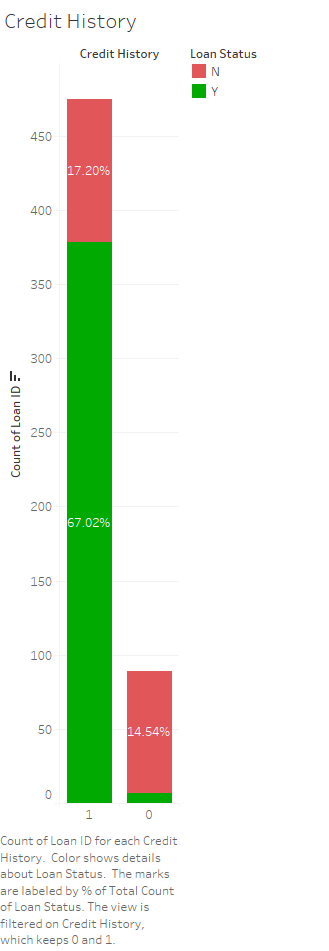 Credit History
Credit History
Loan Status
N
Y
450
400
350
300
250
200
150
100
50
0
Count of Loan ID
17.20%
67.02%
14.54%
1
0
Count of Loan ID for each Credit
History.  Color shows details
about Loan Status.  The marks
are labeled by % of Total Count
of Loan Status. The view is
filtered on Credit History,
which keeps 0 and 1.